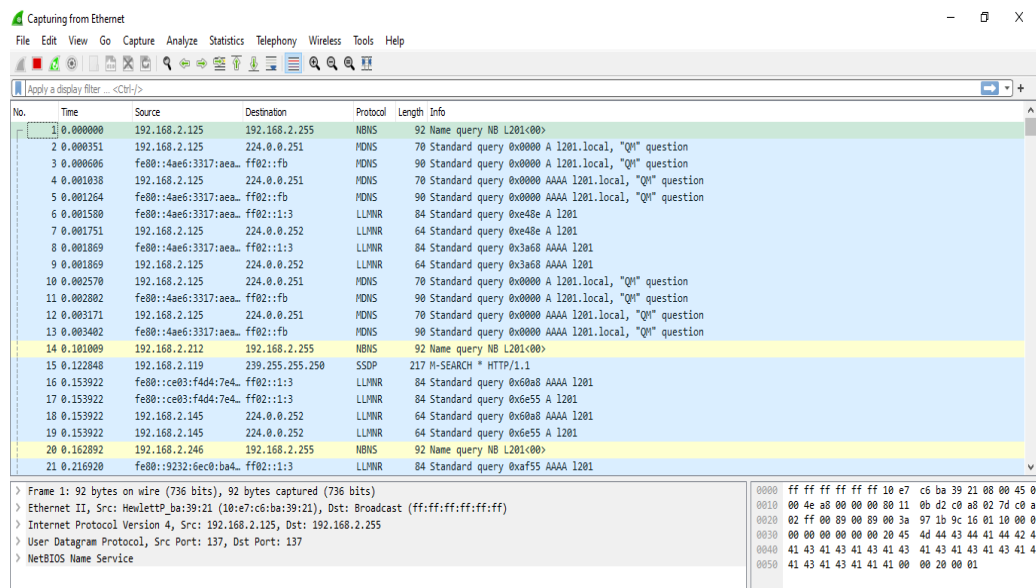 Capturing from Ethernet
File Edit View Go Capture Analyze Statistics Telephony Wireless Tools Help
Apply a display filter ... <Ctrl-/>
No. Time Source Destination Protocol Length Info
1 0.000000 192.168.2.125 192.168.2.255 NBNS 92 Name query NB L201<00>
2 0.000351 192.168.2.125 224.0.0.251 MDNS 70 Standard query 0x0000 A l201.local, "QM" question
3 0.000606 fe80::4ae6:3317:aea… ff02::fb MDNS 90 Standard query 0x0000 A l201.local, "QM" question
4 0.001038 192.168.2.125 224.0.0.251 MDNS 70 Standard query 0x0000 AAAA l201.local, "QM" question
5 0.001264 fe80::4ae6:3317:aea… ff02::fb MDNS 90 Standard query 0x0000 AAAA l201.local, "QM" question
6 0.001580 fe80::4ae6:3317:aea… ff02::1:3 LLMNR 84 Standard query 0xe48e A l201
7 0.001751 192.168.2.125 224.0.0.252 LLMNR 64 Standard query 0xe48e A l201
8 0.001869 fe80::4ae6:3317:aea… ff02::1:3 LLMNR 84 Standard query 0x3a68 AAAA l201
9 0.001869 192.168.2.125 224.0.0.252 LLMNR 64 Standard query 0x3a68 AAAA l201
10 0.002570 192.168.2.125 224.0.0.251 MDNS 70 Standard query 0x0000 A l201.local, "QM" question
11 0.002802 fe80::4ae6:3317:aea… ff02::fb MDNS 90 Standard query 0x0000 A l201.local, "QM" question
12 0.003171 192.168.2.125 224.0.0.251 MDNS 70 Standard query 0x0000 AAAA l201.local, "QM" question
13 0.003402 fe80::4ae6:3317:aea… ff02::fb MDNS 90 Standard query 0x0000 AAAA l201.local, "QM" question
14 0.101009 192.168.2.212 192.168.2.255 NBNS 92 Name query NB L201<00>
15 0.122848 192.168.2.119 239.255.255.250 SSDP 217 M-SEARCH * HTTP/1.1
16 0.153922 fe80::ce03:f4d4:7e4… ff02::1:3 LLMNR 84 Standard query 0x60a8 AAAA l201
17 0.153922 fe80::ce03:f4d4:7e4… ff02::1:3 LLMNR 84 Standard query 0x6e55 A l201
18 0.153922 192.168.2.145 224.0.0.252 LLMNR 64 Standard query 0x60a8 AAAA l201
19 0.153922 192.168.2.145 224.0.0.252 LLMNR 64 Standard query 0x6e55 A l201
20 0.162892 192.168.2.246 192.168.2.255 NBNS 92 Name query NB L201<00>
21 0.216920 fe80::9232:6ec0:ba4… ff02::1:3 LLMNR 84 Standard query 0xaf55 AAAA l201
Frame 1: 92 bytes on wire (736 bits), 92 bytes captured (736 bits)
Ethernet II, Src: HewlettP_ba:39:21 (10:e7:c6:ba:39:21), Dst: Broadcast (ff:ff:ff:ff:ff:ff)
Internet Protocol Version 4, Src: 192.168.2.125, Dst: 192.168.2.255
User Datagram Protocol, Src Port: 137, Dst Port: 137
NetBIOS Name Service
0000 ff ff ff ff ff ff 10 e7 c6 ba 39 21 08 00 45 0
0010 00 4e a8 00 00 00 80 11 0b d2 c0 a8 02 7d c0 a
0020 02 ff 00 89 00 89 00 3a 97 1b 9c 16 01 10 00 0
0030 00 00 00 00 00 00 20 45 4d 44 43 44 41 44 42 4
0040 41 43 41 43 41 43 41 43 41 43 41 43 41 43 41 4
0050 41 43 41 43 41 41 41 00 00 20 00 01